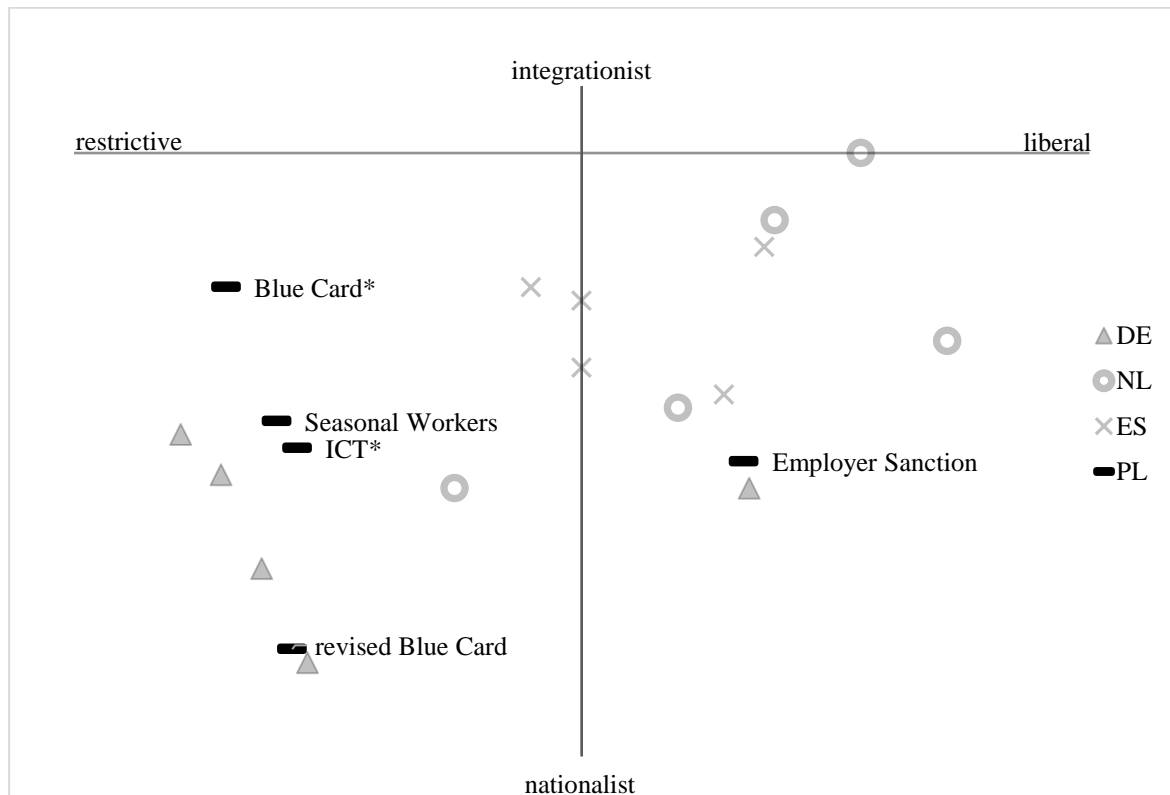 integrationist
restrictive
liberal
Blue Card*
DE
NL
Seasonal Workers
ES
ICT*
Employer Sanction
PL
revised Blue Card
nationalist